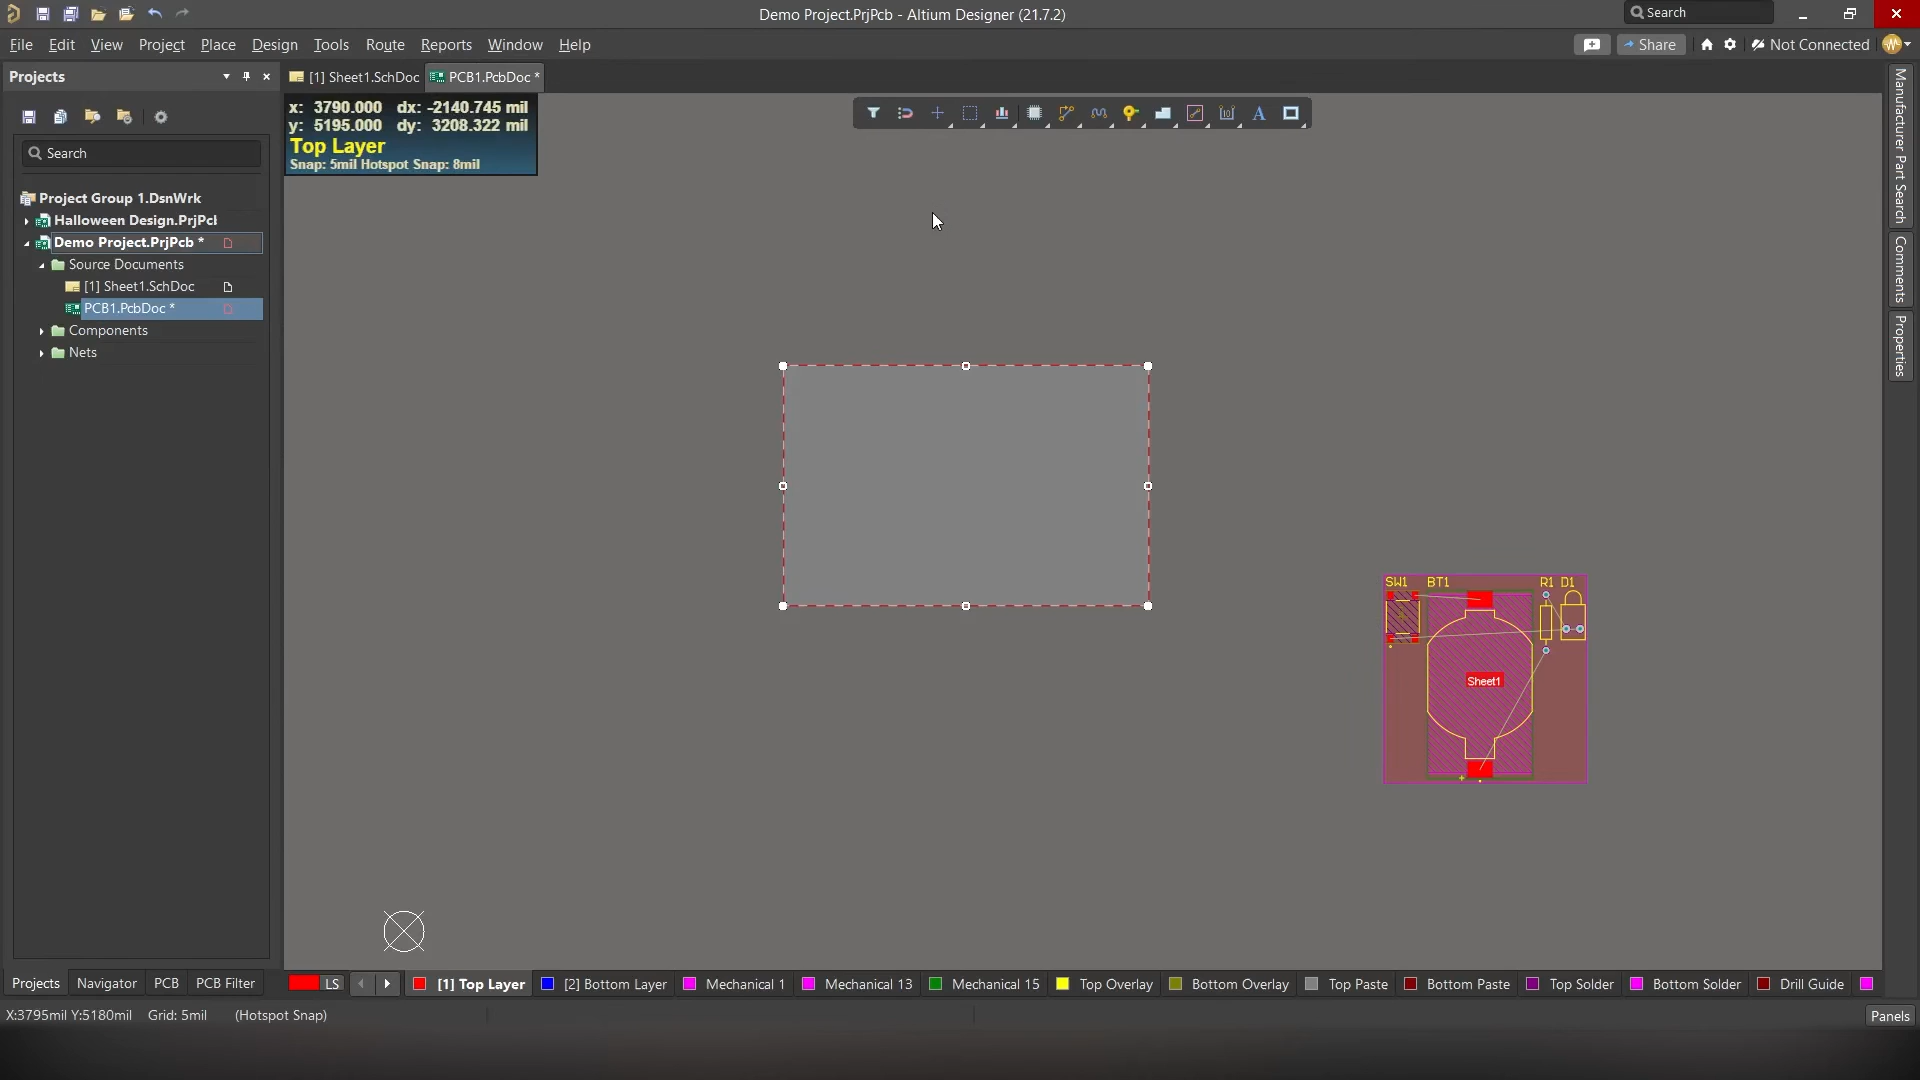 Demo Project.PrjPcb - Altium Designer (21.7.2)
Search
File Edit View Project Place Design Tools Route Reports Window Help
Share
Not Connected
Projects
[1] Sheet1.SchDoc
PCB1.PcbDoc *
x: 3790.000 dx: -2140.745 mil
y: 5195.000 dy: 3208.322 mil
Top Layer
Snap: 5mil Hotspot Snap: 8mil
Search
Project Group 1.DsnWrk
Halloween Design.PrjPcb
Demo Project.PrjPcb *
Source Documents
[1] Sheet1.SchDoc
PCB1.PcbDoc *
Components
Nets
Manufacturer Part Search
Comments
Properties
SW1 BT1 R1 D1
Sheet1
Projects Navigator PCB PCB Filter
LS
[1] Top Layer [2] Bottom Layer Mechanical 1 Mechanical 13 Mechanical 15 Top Overlay Bottom Overlay Top Paste Bottom Paste Top Solder Bottom Solder Drill Guide
X:3795mil Y:5180mil Grid: 5mil (Hotspot Snap)
Panels